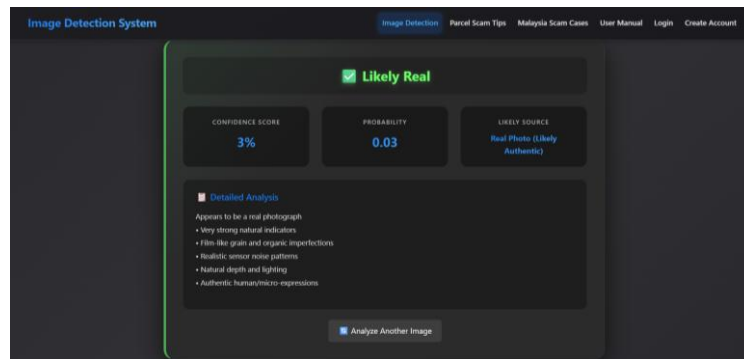 Image Detection System
Image Detection
Parcel Scam Tips
Malaysia Scam Cases
User Manual
Login
Create Account
✅ Likely Real
CONFIDENCE SCORE
3%
PROBABILITY
0.03
LIKELY SOURCE
Real Photo (Likely
Authentic)
Detailed Analysis
Appears to be a real photograph
• Very strong natural indicators
• Film-like grain and organic imperfections
• Realistic sensor noise patterns
• Natural depth and lighting
• Authentic human/micro-expressions
Analyze Another Image